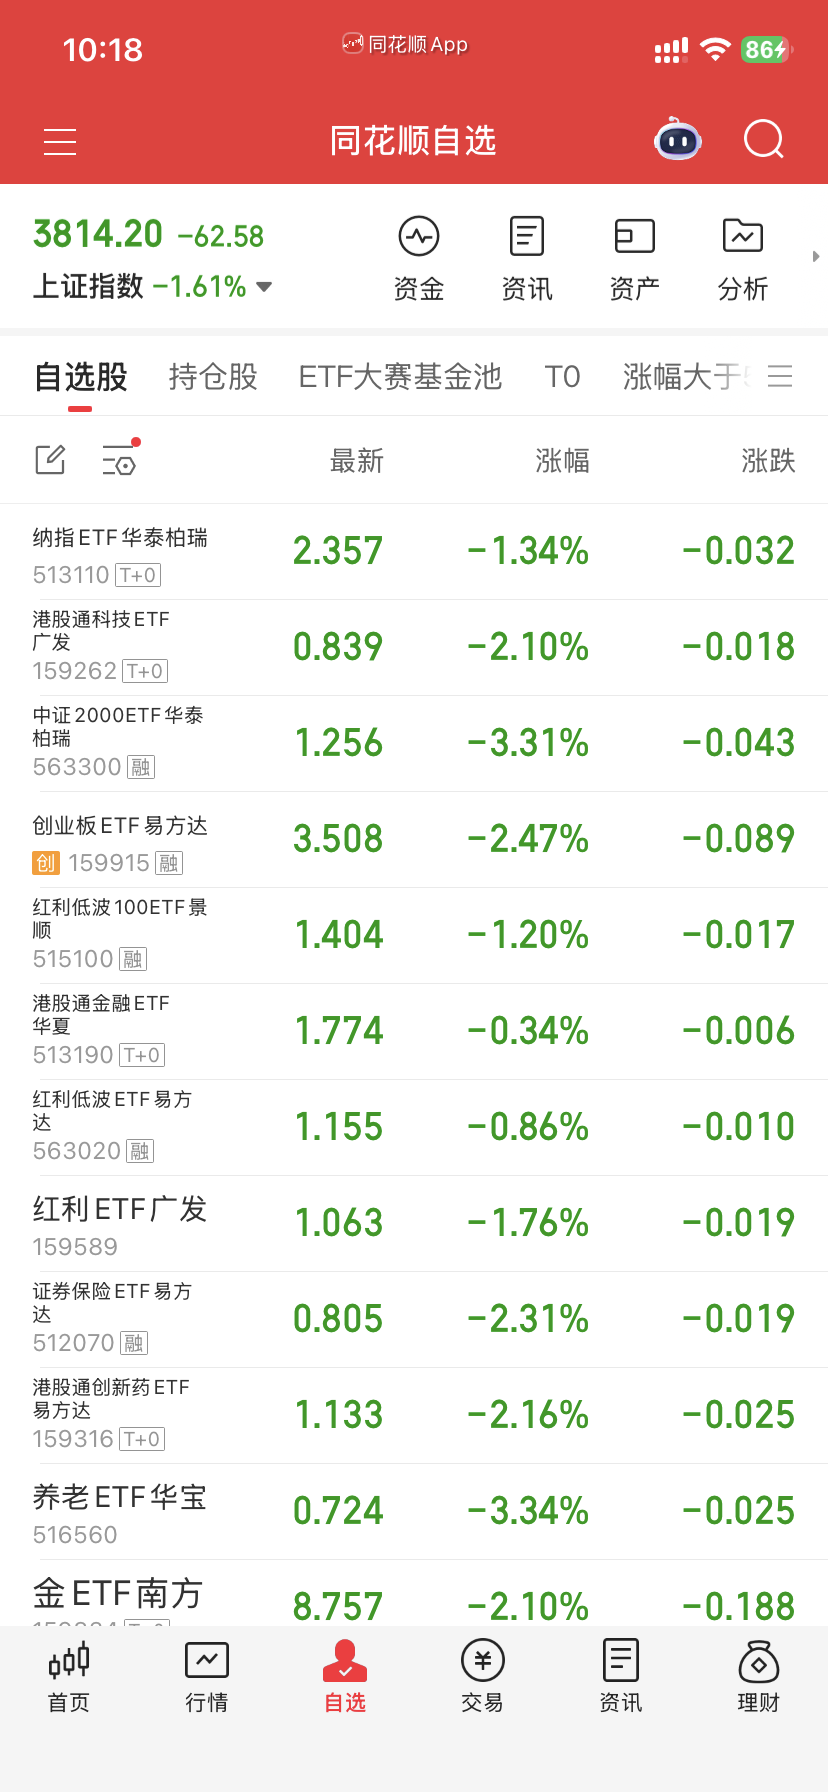 10:18
同花顺App
86
同花顺自选
3814.20 -62.58
上证指数 -1.61%
资金
资讯
资产
分析
自选股 持仓股 ETF大赛基金池 T0 涨幅大于
最新 涨幅 涨跌
纳指ETF华泰柏瑞
513110 T+0
2.357 -1.34% -0.032
港股通科技ETF
广发
159262 T+0
0.839 -2.10% -0.018
中证2000ETF华泰
柏瑞
563300 融
1.256 -3.31% -0.043
创业板ETF易方达
创 159915 融
3.508 -2.47% -0.089
红利低波100ETF景
顺
515100 融
1.404 -1.20% -0.017
港股通金融ETF
华夏
513190 T+0
1.774 -0.34% -0.006
红利低波ETF易方
达
563020 融
1.155 -0.86% -0.010
红利ETF广发
159589
1.063 -1.76% -0.019
证券保险ETF易方
达
512070 融
0.805 -2.31% -0.019
港股通创新药ETF
易方达
159316 T+0
1.133 -2.16% -0.025
养老ETF华宝
516560
0.724 -3.34% -0.025
金ETF南方
8.757 -2.10% -0.188
首页
行情
自选
交易
资讯
理财